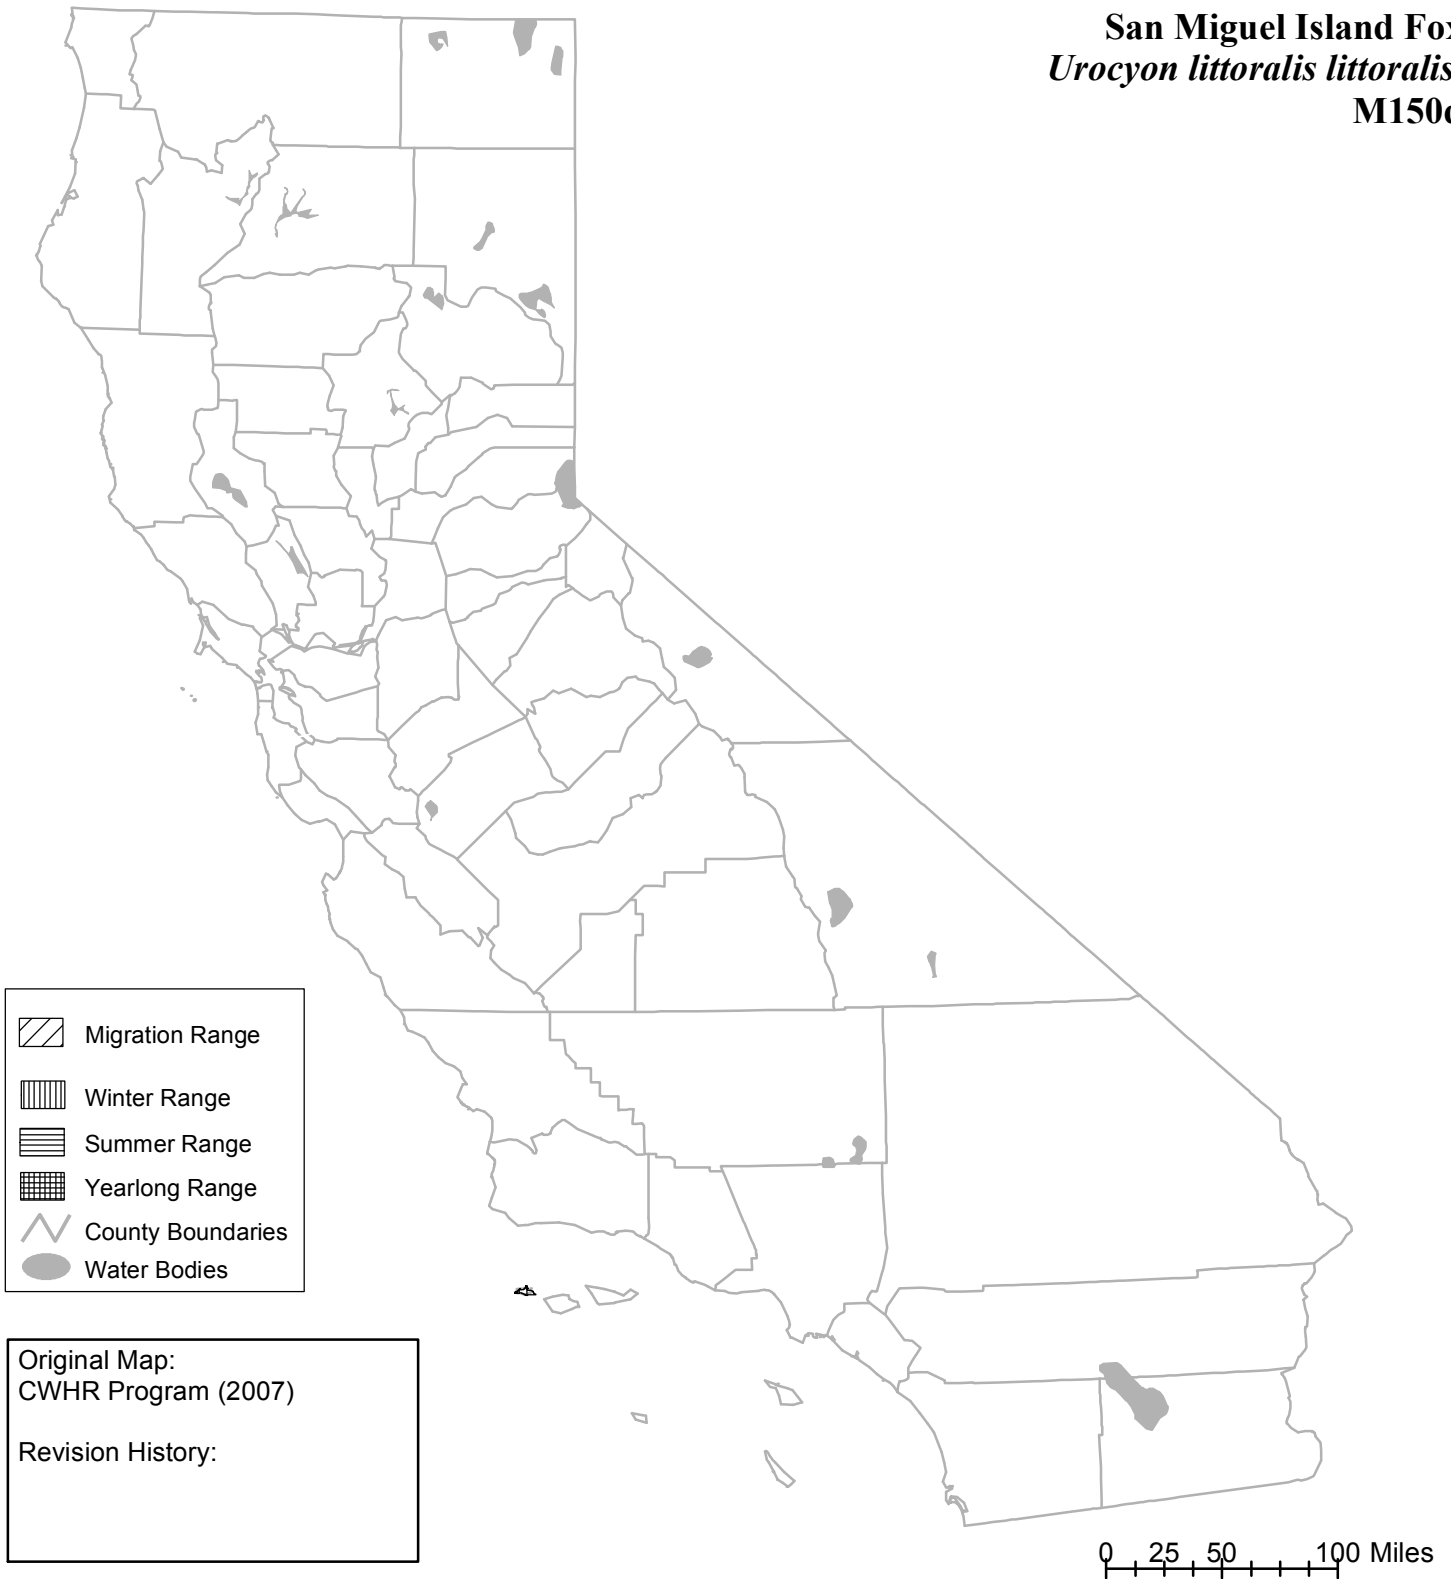 San Miguel Island Fox
Urocyon littoralis littoralis
Migration Range
Winter Range
Summer Range
Yearlong Range
County Boundaries
Water Bodies
Original Map:
CWHR Program (2007)
Revision History:
0 25 50 100 Miles